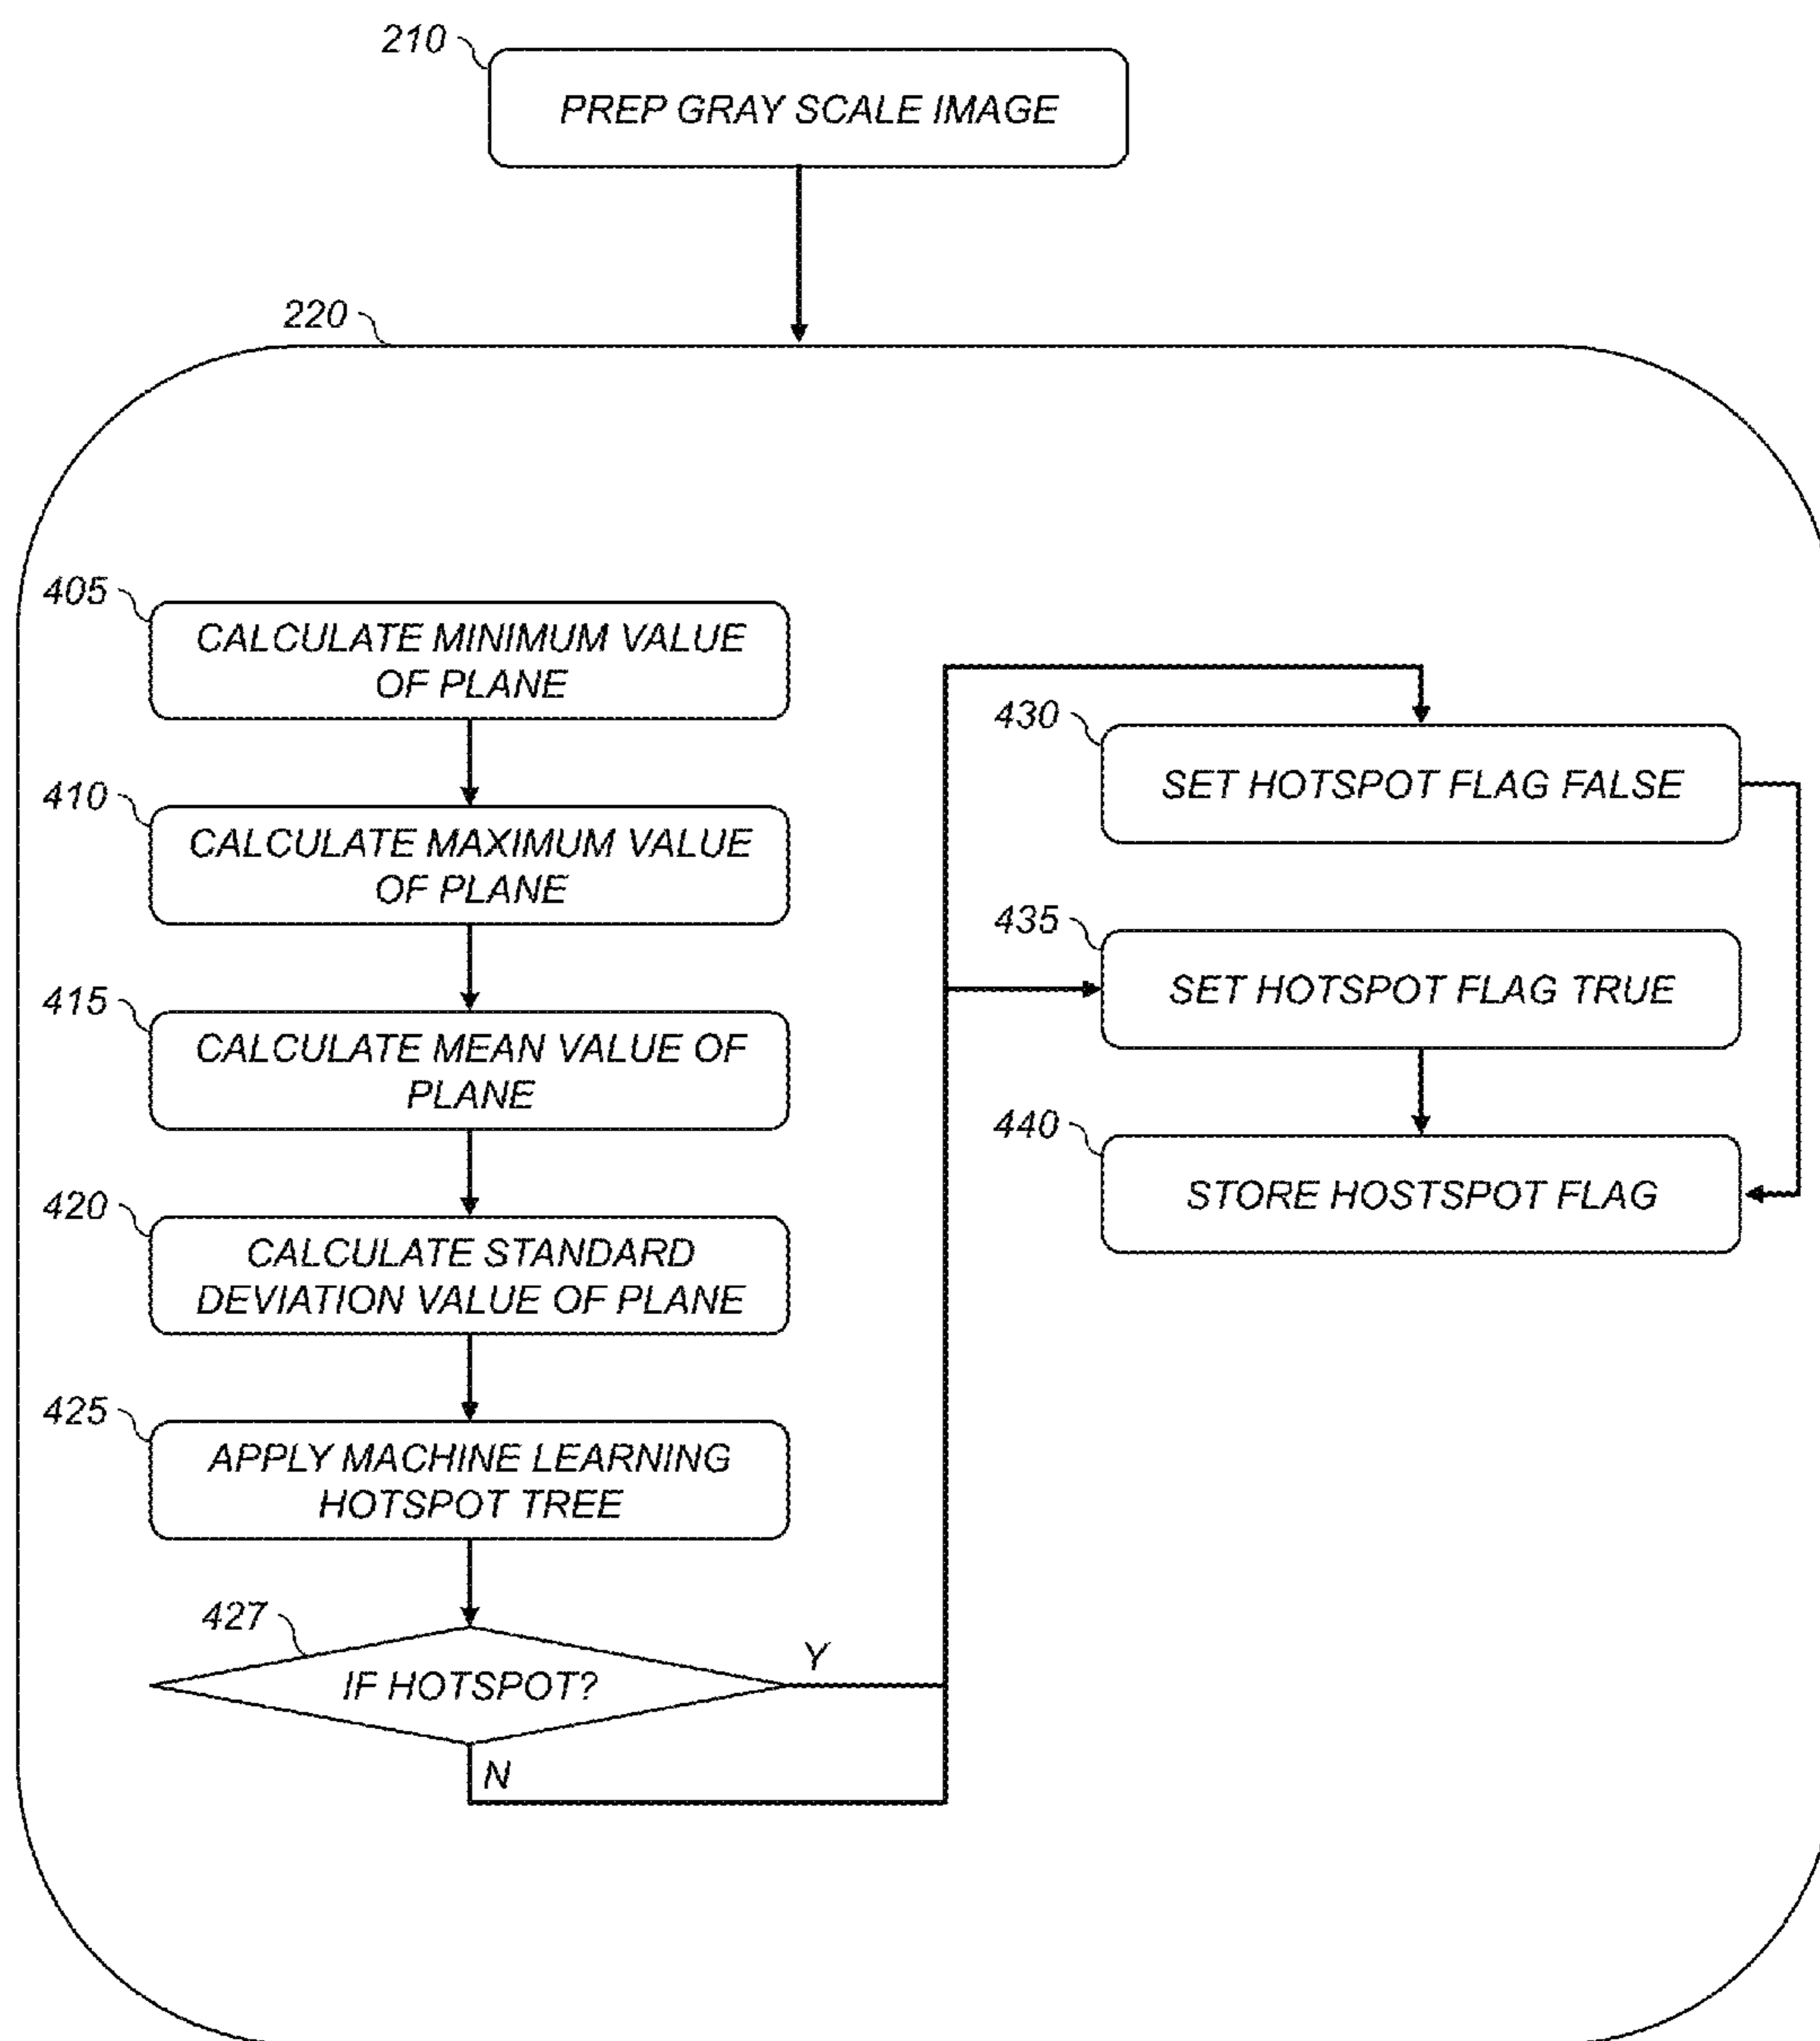 210
PREP GRAY SCALE IMAGE
220
405
CALCULATE MINIMUM VALUE
OF PLANE
410
CALCULATE MAXIMUM VALUE
OF PLANE
415
CALCULATE MEAN VALUE OF
PLANE
420
CALCULATE STANDARD
DEVIATION VALUE OF PLANE
425
APPLY MACHINE LEARNING
HOTSPOT TREE
427
IF HOTSPOT?
Y
N
430
SET HOTSPOT FLAG FALSE
435
SET HOTSPOT FLAG TRUE
440
STORE HOSTSPOT FLAG